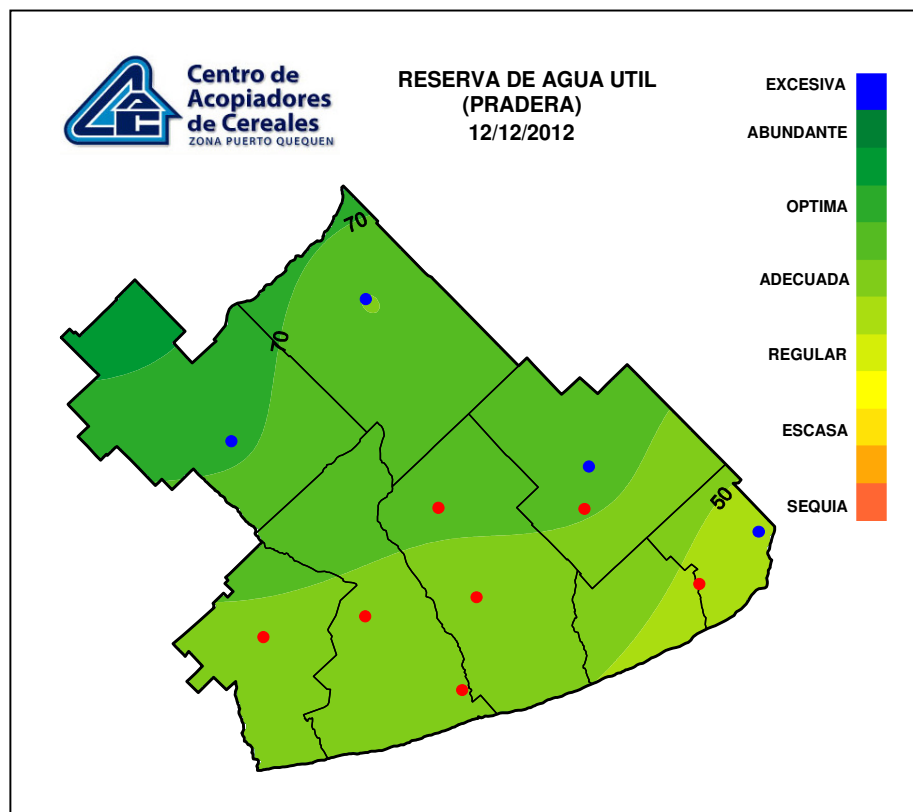 Centro de
Acopiadores
de Cereales
ZONA PUERTO QUEQUEN
CAC
RESERVA DE AGUA UTIL
(PRADERA)
12/12/2012
EXCESIVA
ABUNDANTE
OPTIMA
ADECUADA
REGULAR
ESCASA
SEQUIA
70
70
50